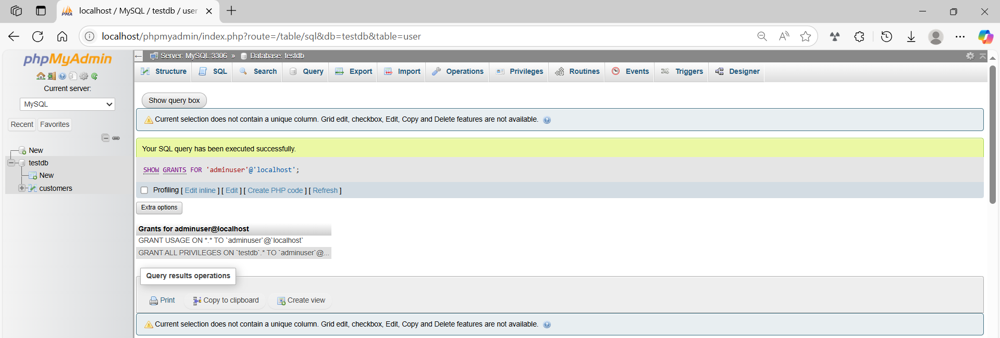 PMA localhost / MySQL / testdb / user
localhost/phpmyadmin/index.php?route=/table/sql&db=testdb&table=user
phpMyAdmin
Current server:
MySQL
Recent Favorites
New
testdb
New
customers
Server: MySQL:3306 » Database: testdb
Structure SQL Search Query Export Import Operations Privileges Routines Events Triggers Designer
Show query box
Current selection does not contain a unique column. Grid edit, checkbox, Edit, Copy and Delete features are not available.
Your SQL query has been executed successfully.
SHOW GRANTS FOR 'adminuser'@'localhost';
Profiling [ Edit inline ] [ Edit ] [ Create PHP code ] [ Refresh ]
Extra options
Grants for adminuser@localhost
GRANT USAGE ON *.* TO `adminuser`@`localhost`
GRANT ALL PRIVILEGES ON `testdb`.* TO `adminuser`@...
Query results operations
Print Copy to clipboard Create view
Current selection does not contain a unique column. Grid edit, checkbox, Edit, Copy and Delete features are not available.